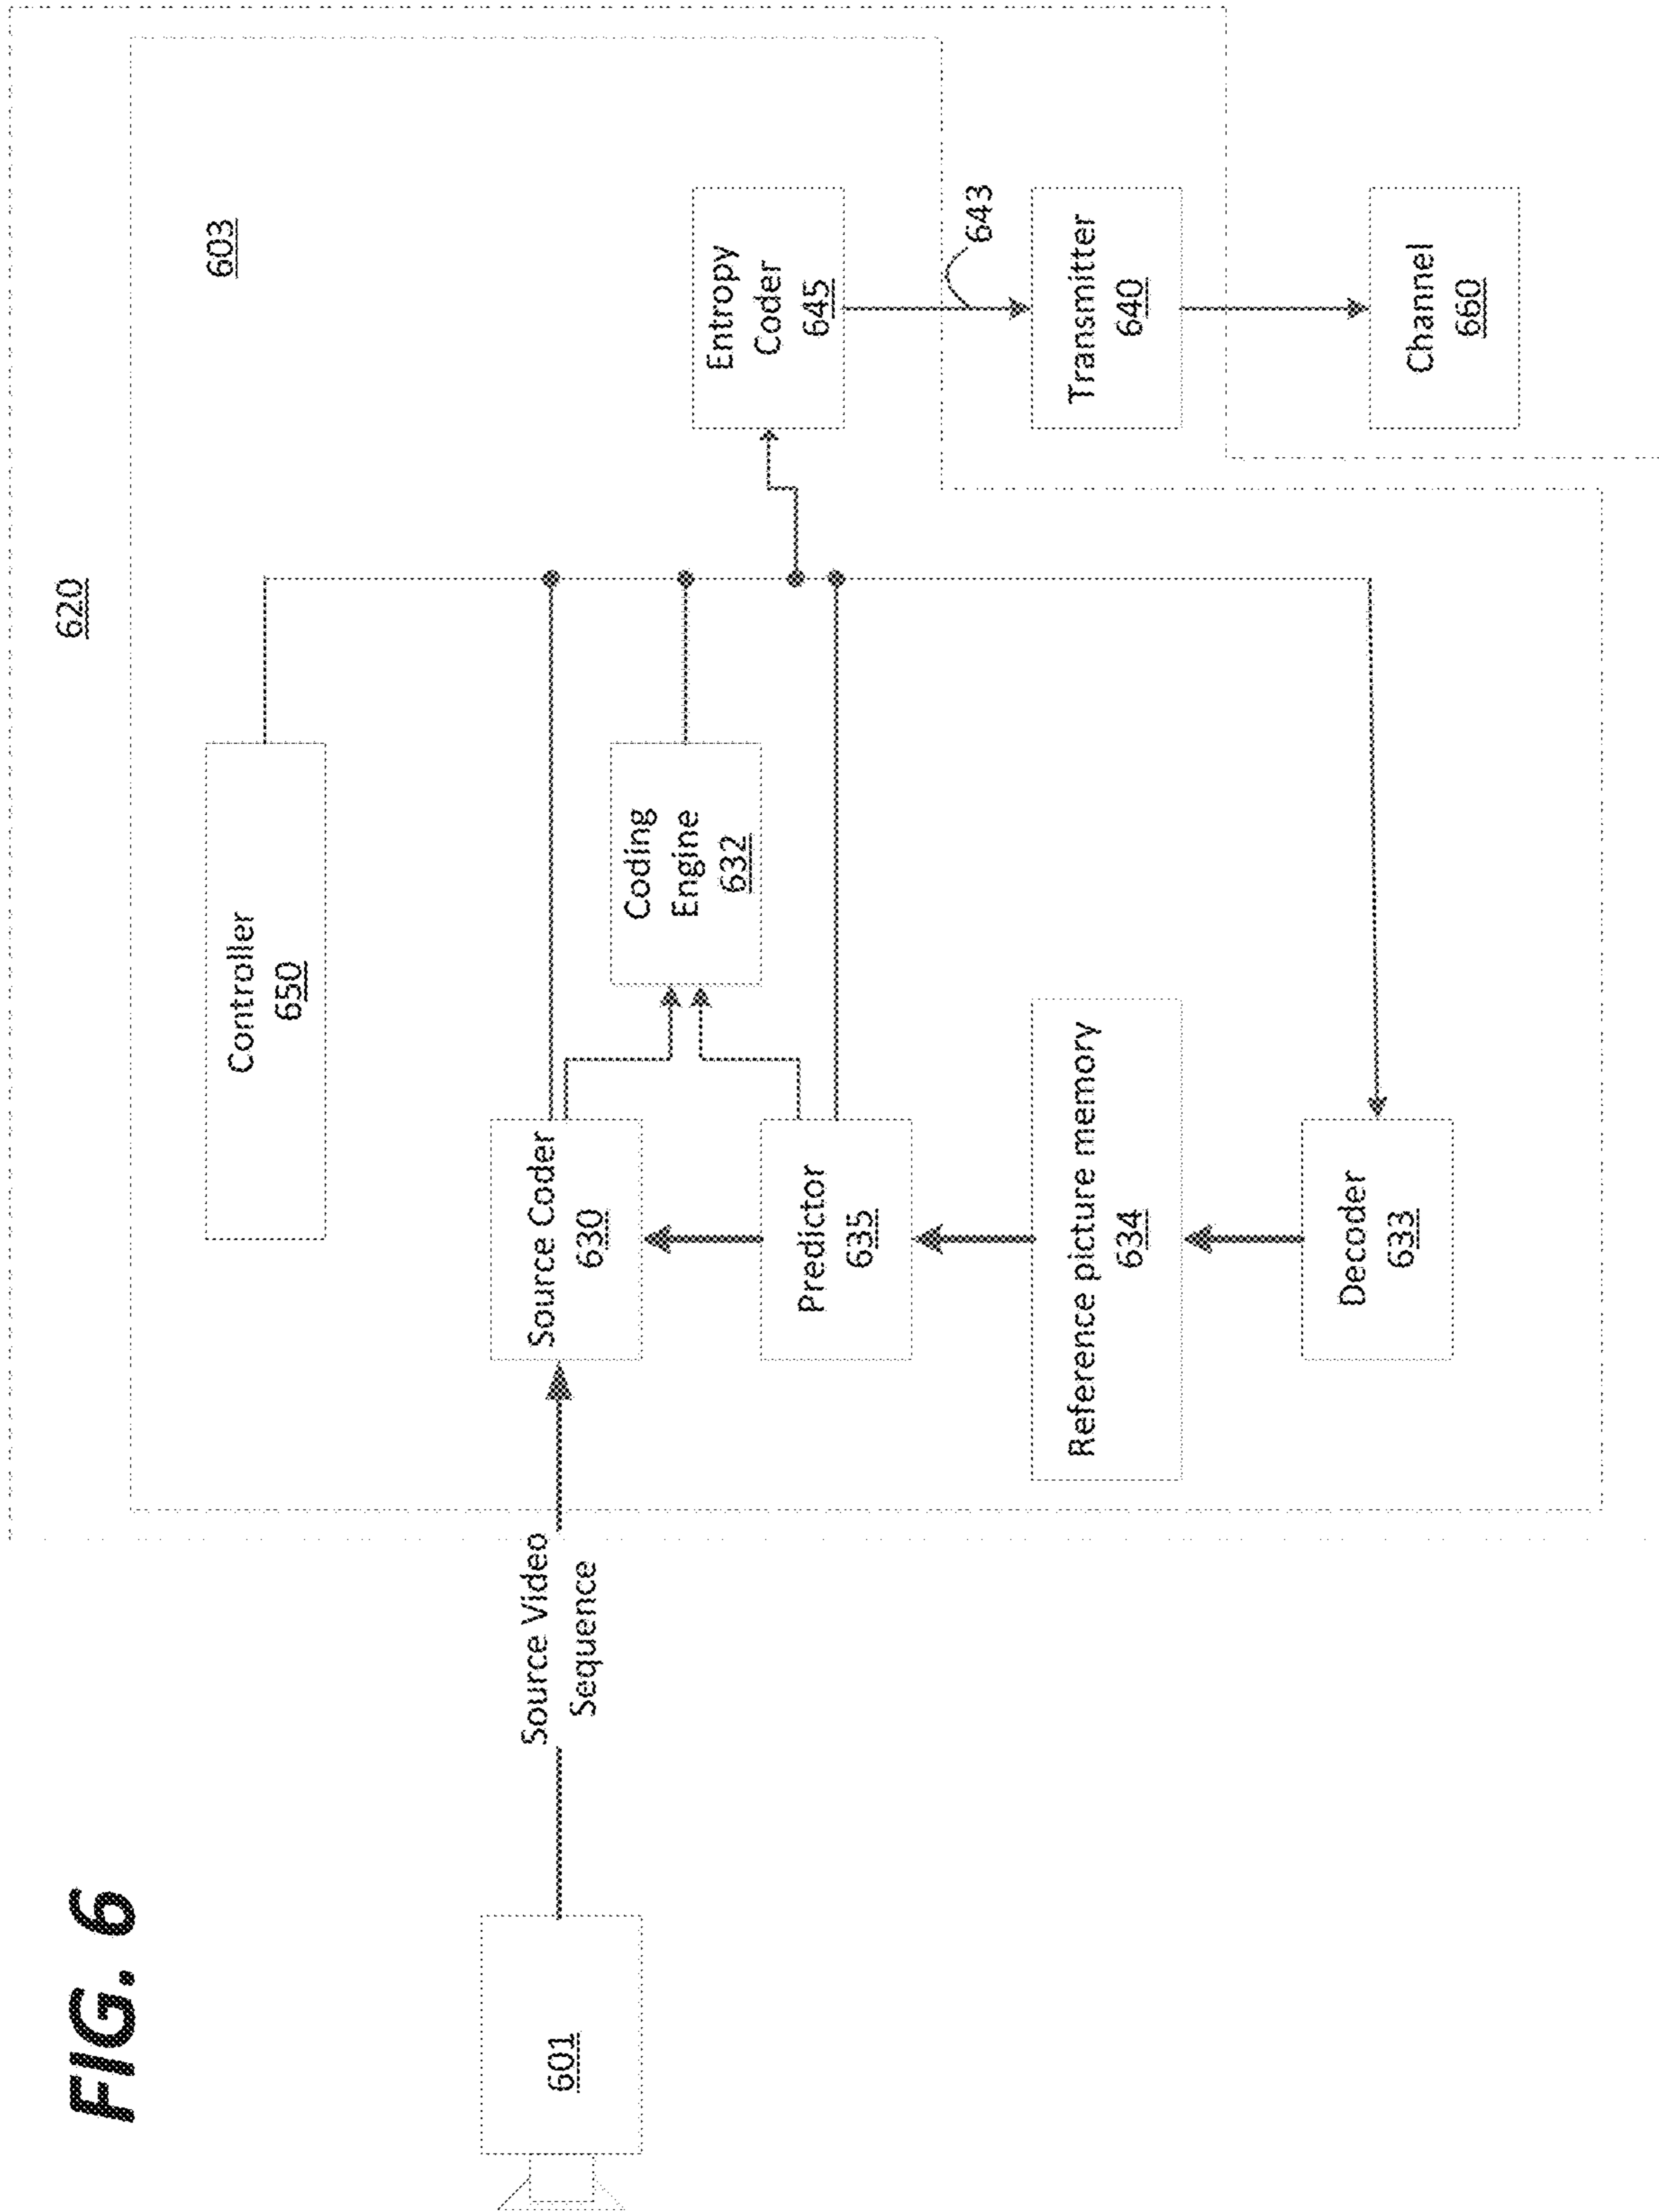 FIG. 6
620
603
601
Source Video
Sequence
Controller
650
Source Coder
630
Coding
Engine
632
Predictor
635
Reference picture memory
634
Decoder
633
Entropy
Coder
645
643
Transmitter
640
Channel
660